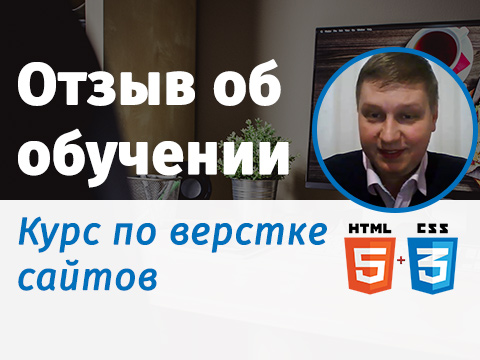 Отзыв об
обучении
Курс по верстке
сайтов
HTML CSS
5 + 3